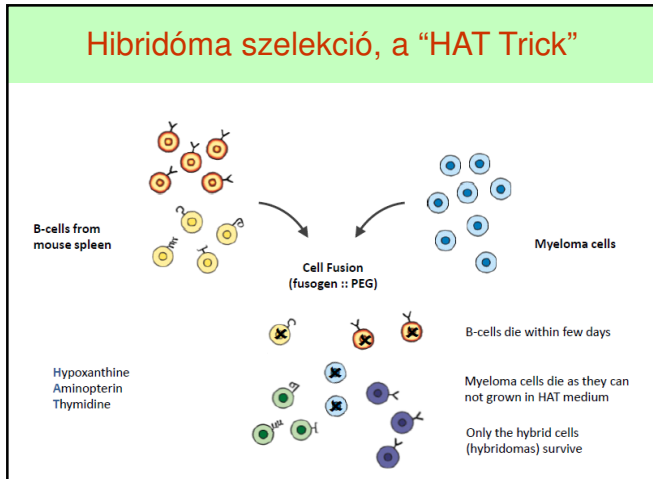 Hibridóma szelekció, a “HAT Trick”
B-cells from
mouse spleen
Myeloma cells
Cell Fusion
(fusogen :: PEG)
B-cells die within few days
Hypoxanthine
Aminopterin
Thymidine
Myeloma cells die as they can
not grown in HAT medium
Only the hybrid cells
(hybridomas) survive